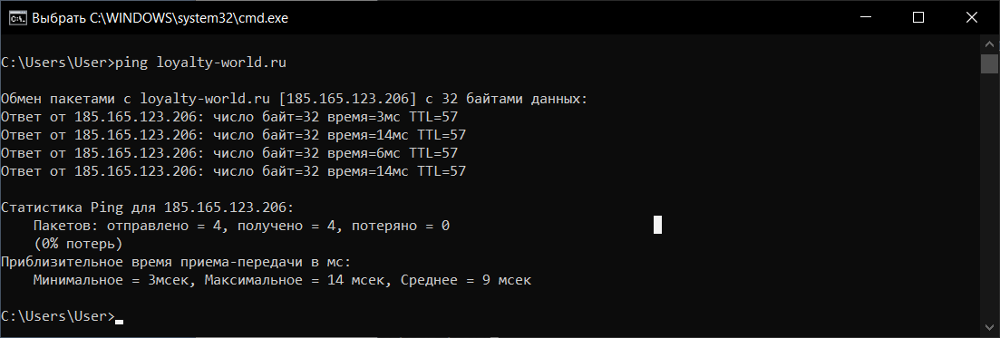 Выбрать C:\WINDOWS\system32\cmd.exe
C:\Users\User>ping loyalty-world.ru
Обмен пакетами с loyalty-world.ru [185.165.123.206] с 32 байтами данных:
Ответ от 185.165.123.206: число байт=32 время=3мс TTL=57
Ответ от 185.165.123.206: число байт=32 время=14мс TTL=57
Ответ от 185.165.123.206: число байт=32 время=6мс TTL=57
Ответ от 185.165.123.206: число байт=32 время=14мс TTL=57
Статистика Ping для 185.165.123.206:
    Пакетов: отправлено = 4, получено = 4, потеряно = 0
    (0% потерь)
Приблизительное время приема-передачи в мс:
    Минимальное = 3мсек, Максимальное = 14 мсек, Среднее = 9 мсек
C:\Users\User>